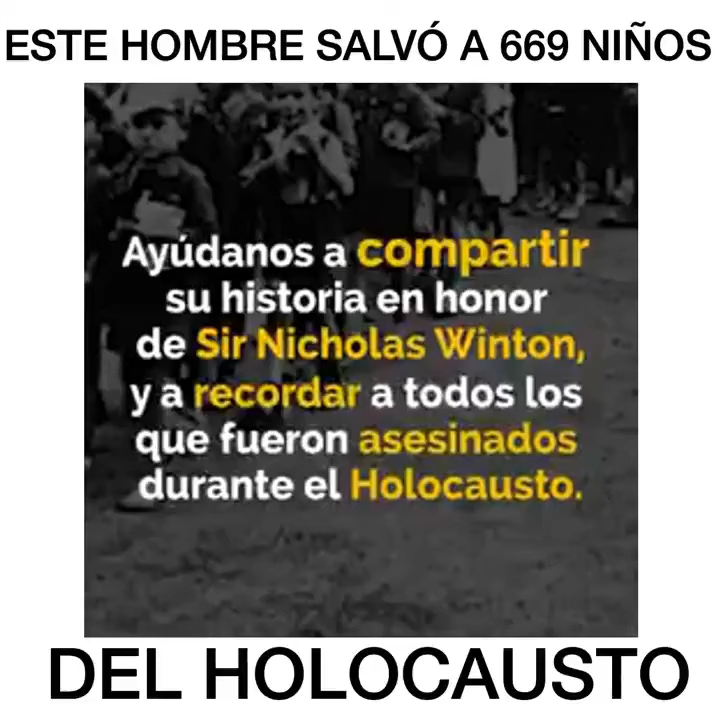 ESTE HOMBRE SALVÓ A 669 NIÑOS
Ayúdanos a compartir
su historia en honor
de Sir Nicholas Winton,
y a recordar a todos los
que fueron asesinados
durante el Holocausto.
DEL HOLOCAUSTO